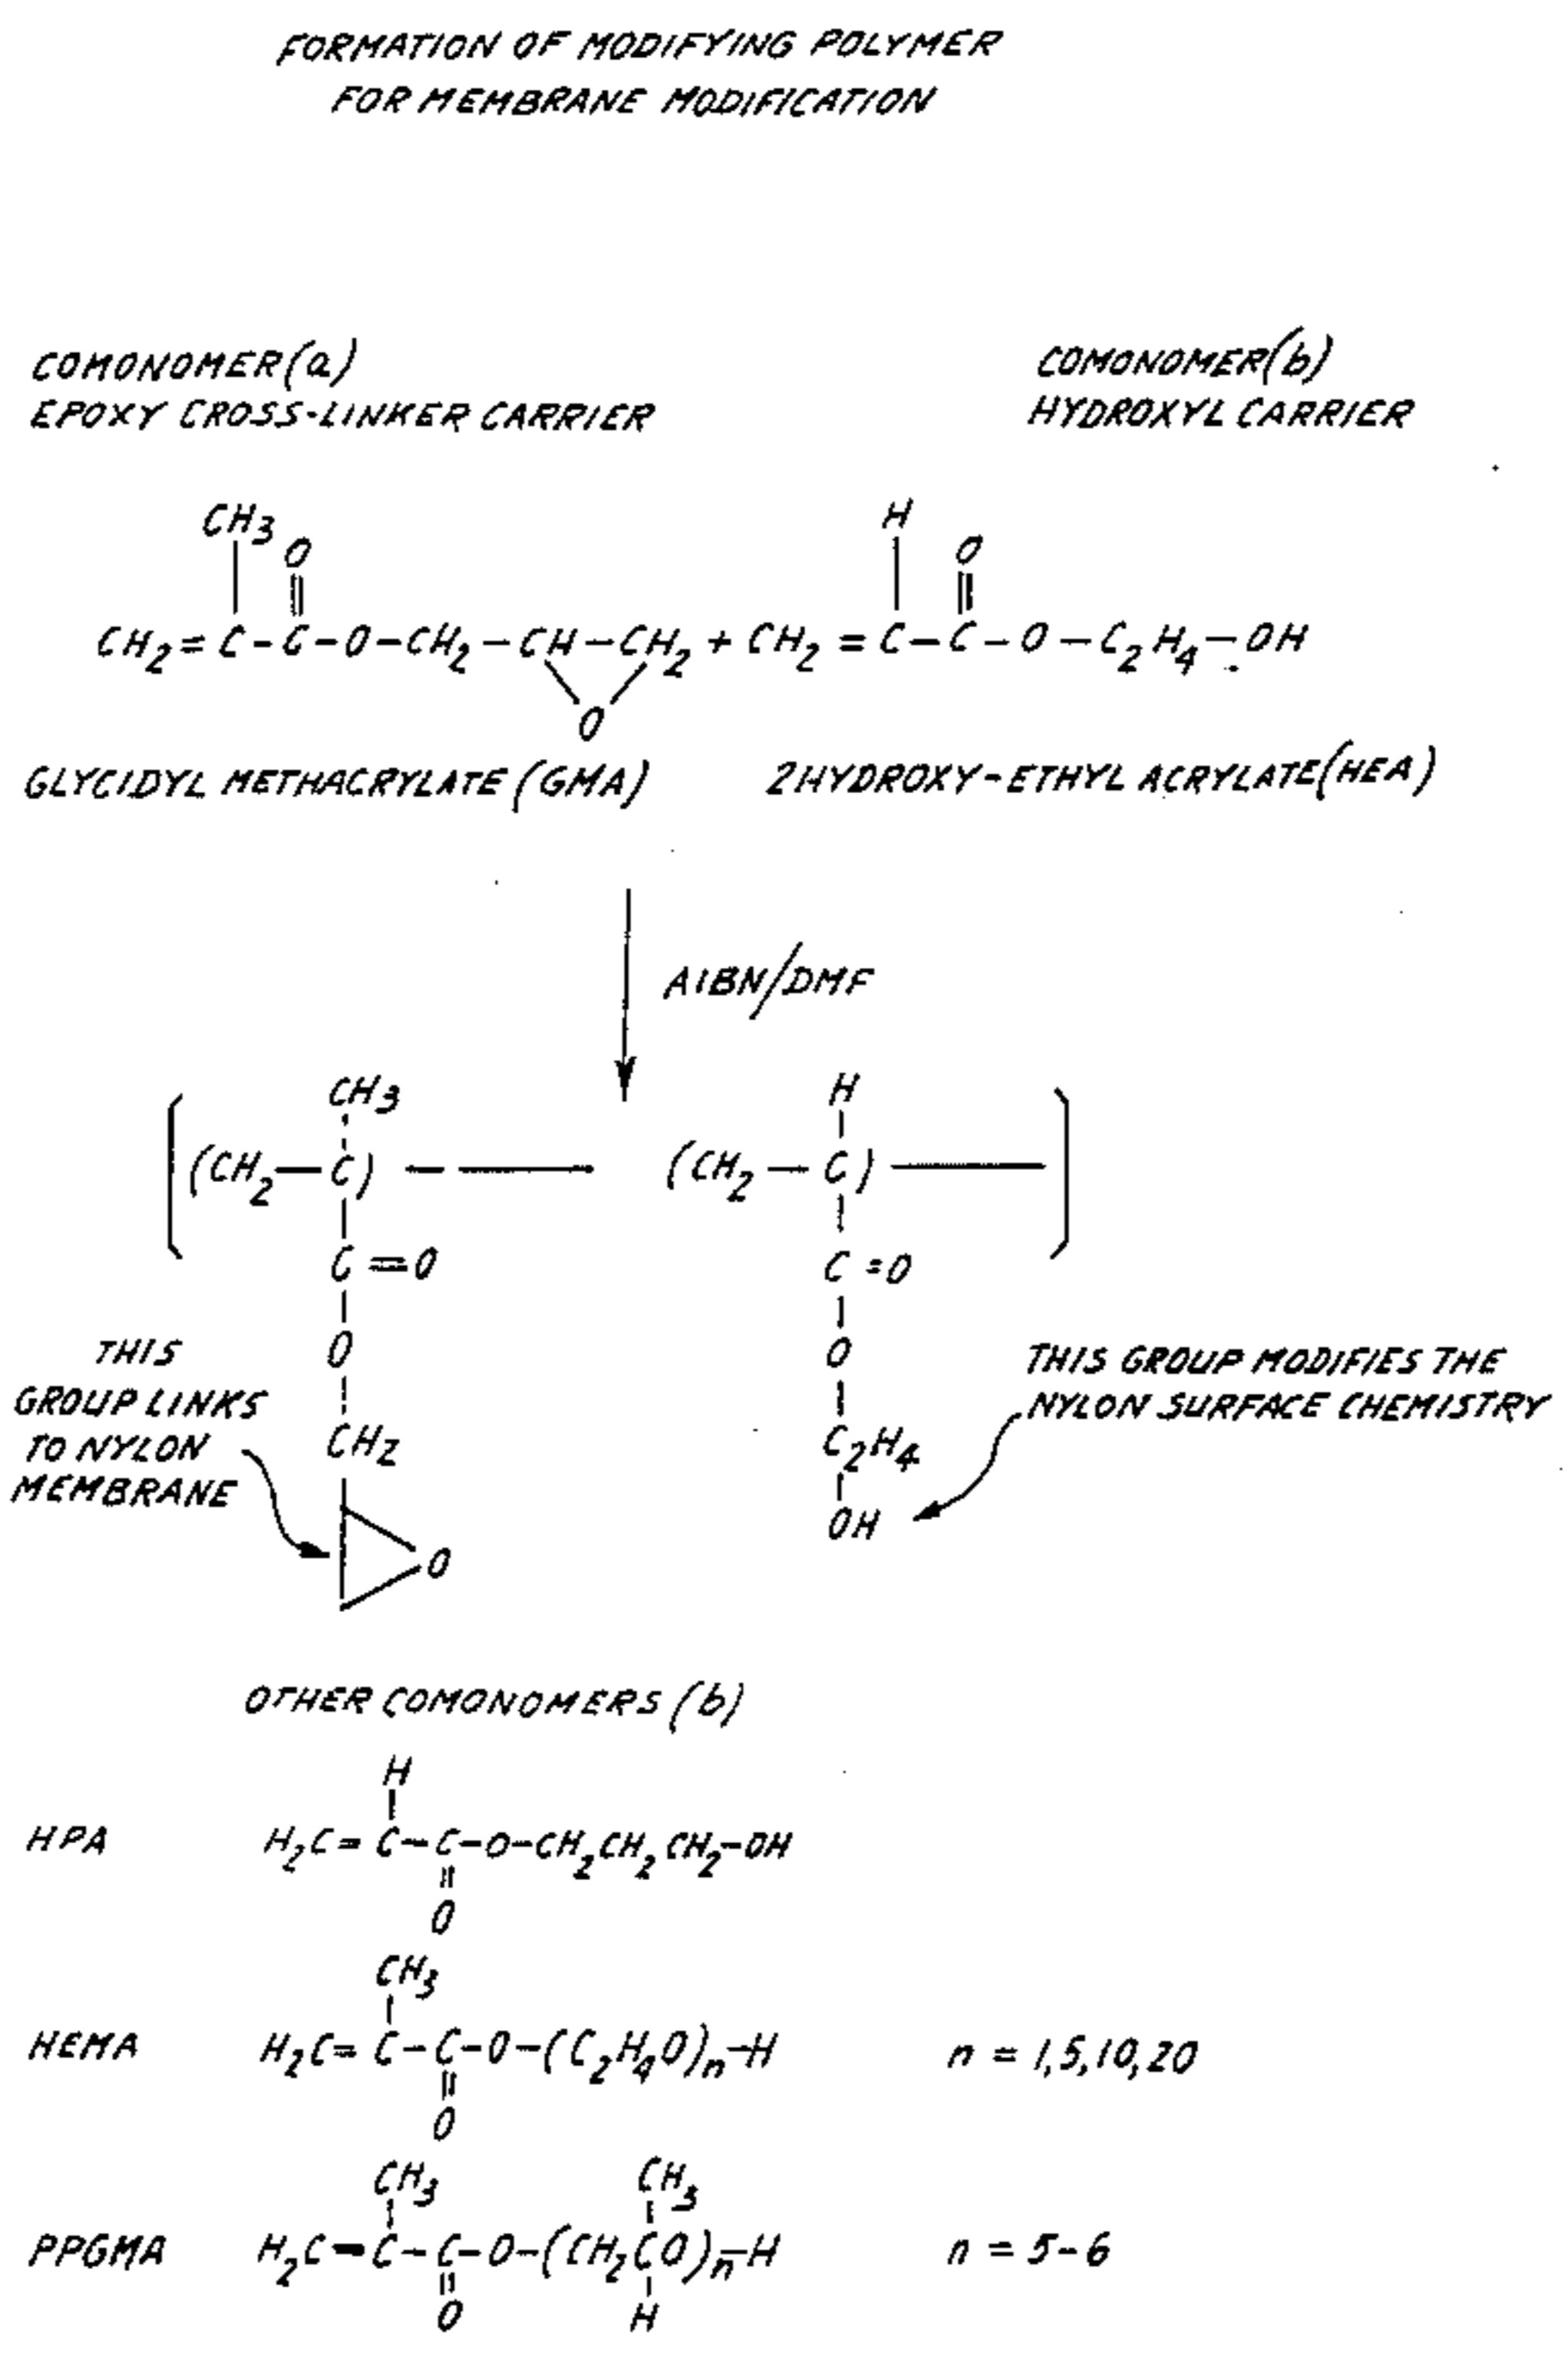 FORMATION OF MODIFYING POLYMER
FOR MEMBRANE MODIFICATION
COMONOMER (a)
EPOXY CROSS-LINKER CARRIER
COMONOMER (b)
HYDROXYL CARRIER
CH3 O
CH2 = C - C - O - CH2 - CH - CH2 + CH2 = C - C - O - C2H4 - OH
H O
O
GLYCIDYL METHACRYLATE (GMA)
2HYDROXY-ETHYL ACRYLATE (HEA)
AIBN/DMF
CH3 H
[(CH2 - C) - — (CH2 - C) —]
C = O C = O
O O
CH2 C2H4
O OH
THIS
GROUP LINKS
TO NYLON
MEMBRANE
THIS GROUP MODIFIES THE
NYLON SURFACE CHEMISTRY
OTHER COMONOMERS (b)
H
HPA H2C = C - C - O - CH2CH2CH2 - OH
O
CH3
HEMA H2C = C - C - O - (C2H4O)n - H n = 1,5,10,20
O
CH3 CH3
PPGMA H2C = C - C - O - (CH2CO)n - H n = 5-6
O H